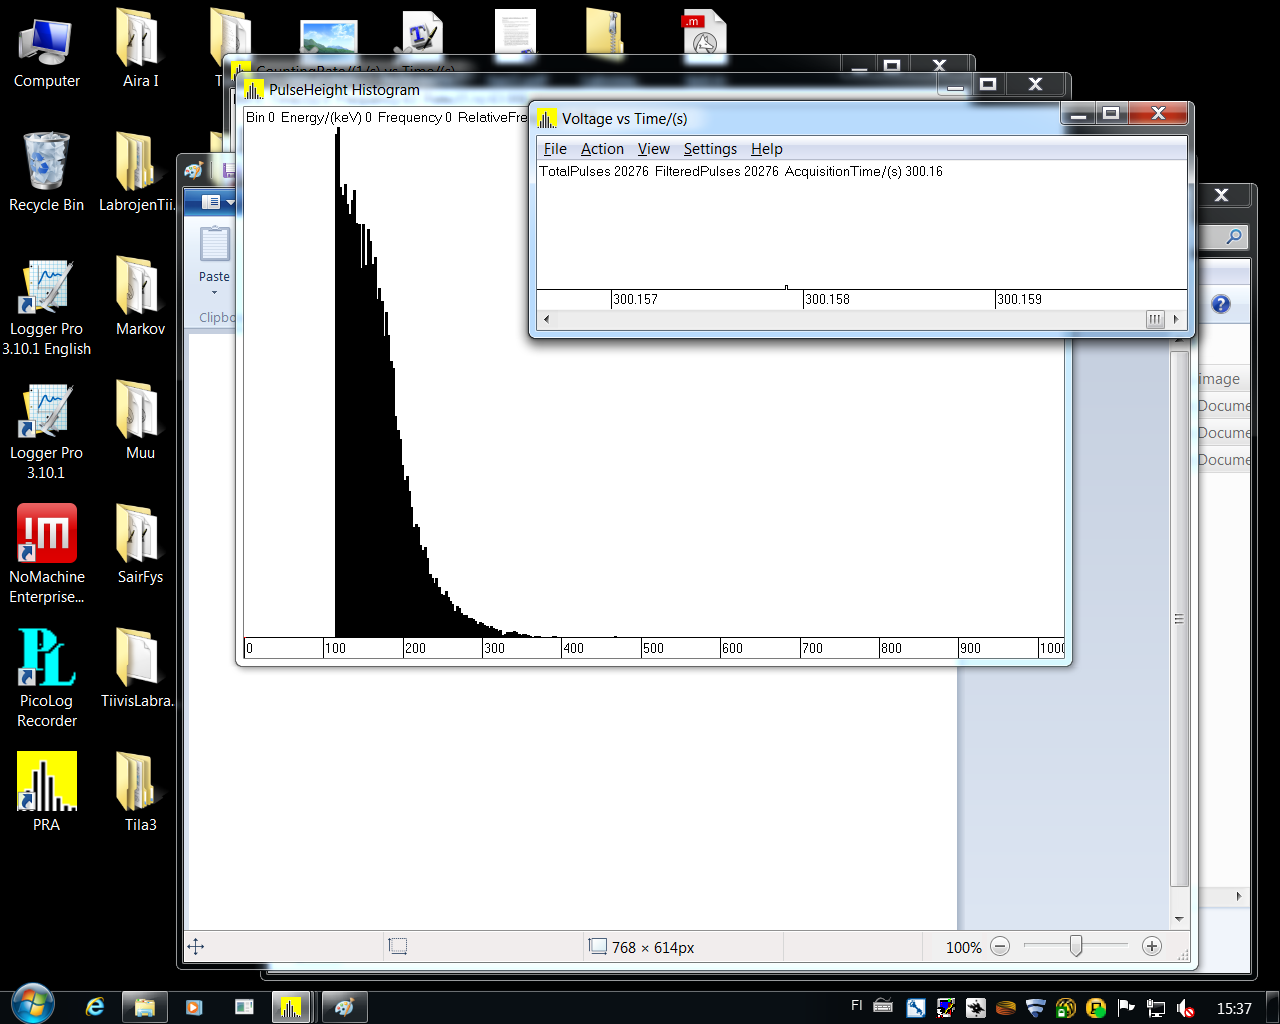 Computer
Aira I
Recycle Bin
LabrojenTii...
Logger Pro
3.10.1 English
Markov
Logger Pro
3.10.1
Muu
NoMachine
Enterprise...
SairFys
PicoLog
Recorder
TiivisLabra...
PRA
Tila3
.m
CountingRate/(1/s) vs Time/(s)
PulseHeight Histogram
Bin 0 Energy/(keV) 0 Frequency 0 RelativeFre
0 100 200 300 400 500 600 700 800 900 1000
Voltage vs Time/(s)
File Action View Settings Help
TotalPulses 20276 FilteredPulses 20276 AcquisitionTime/(s) 300.16
300.157 300.158 300.159
Paste
Clipbo
image
Docume
Docume
Docume
768 × 614px
100%
FI
15:37